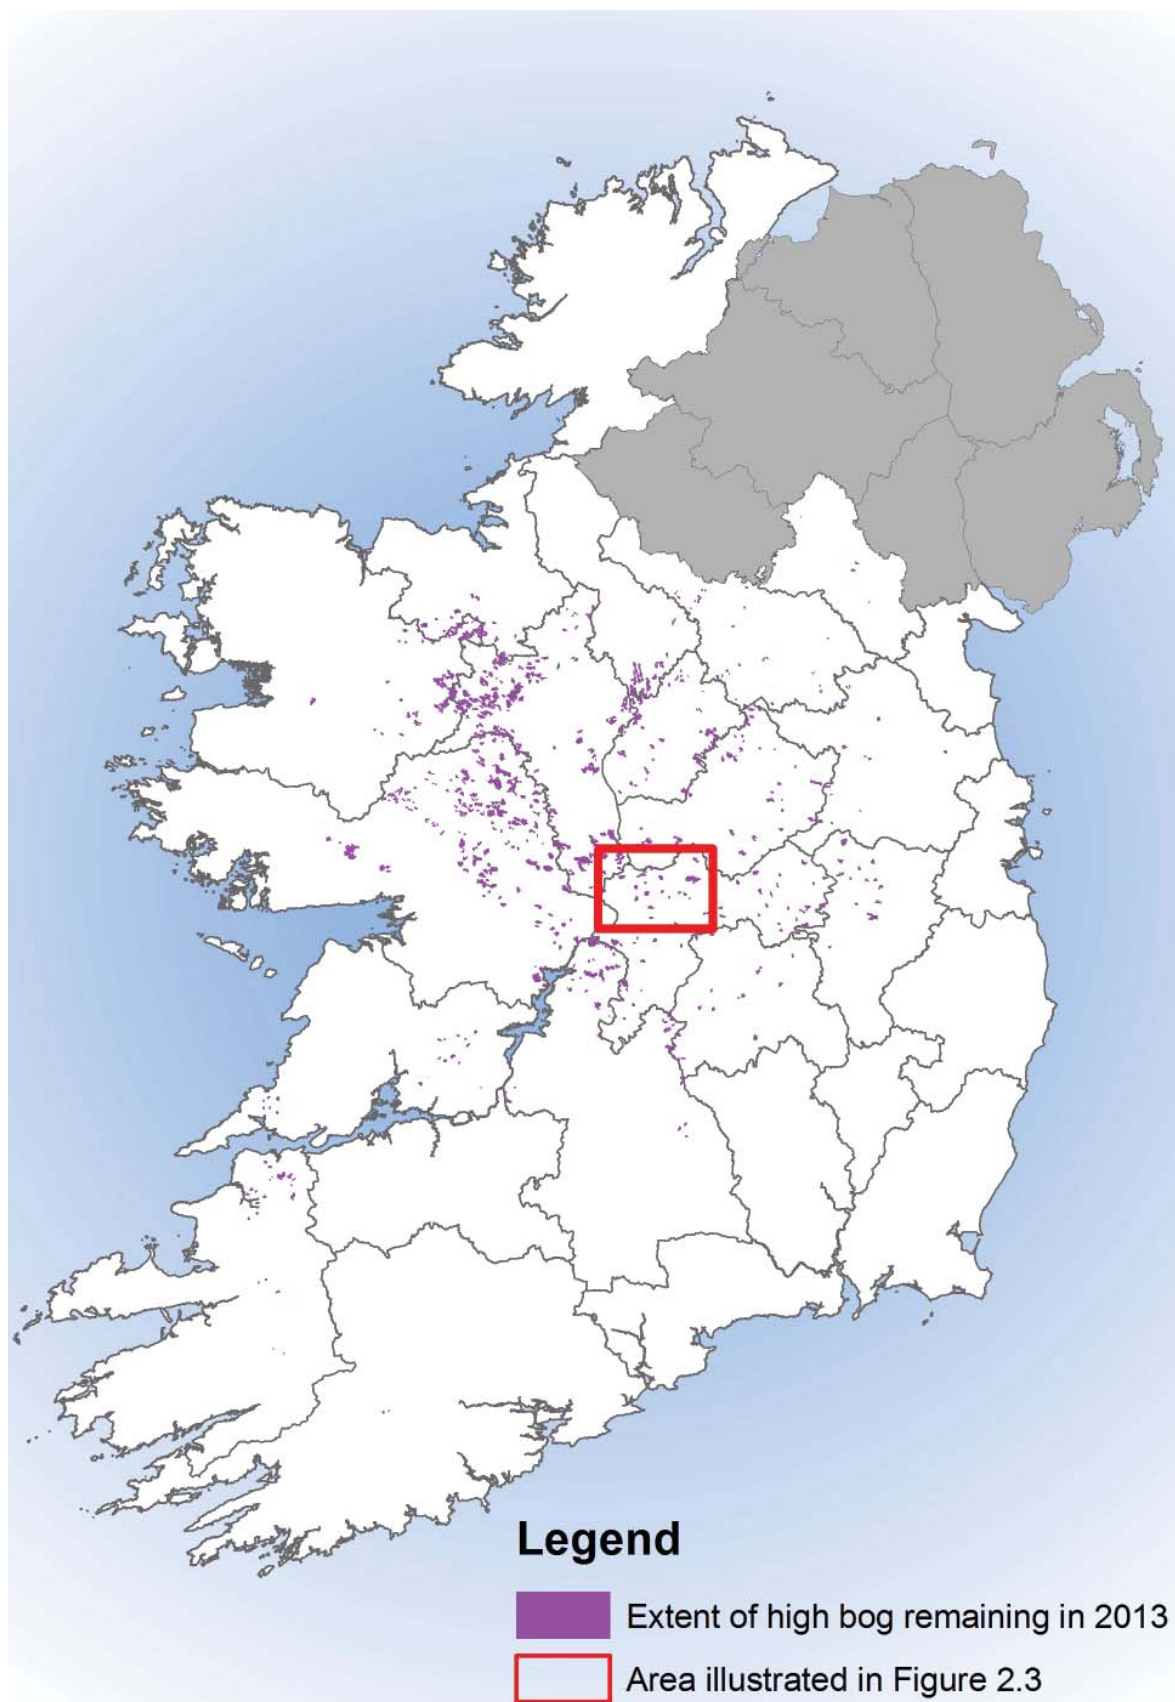 Legend
Extent of high bog remaining in 2013
Area illustrated in Figure 2.3